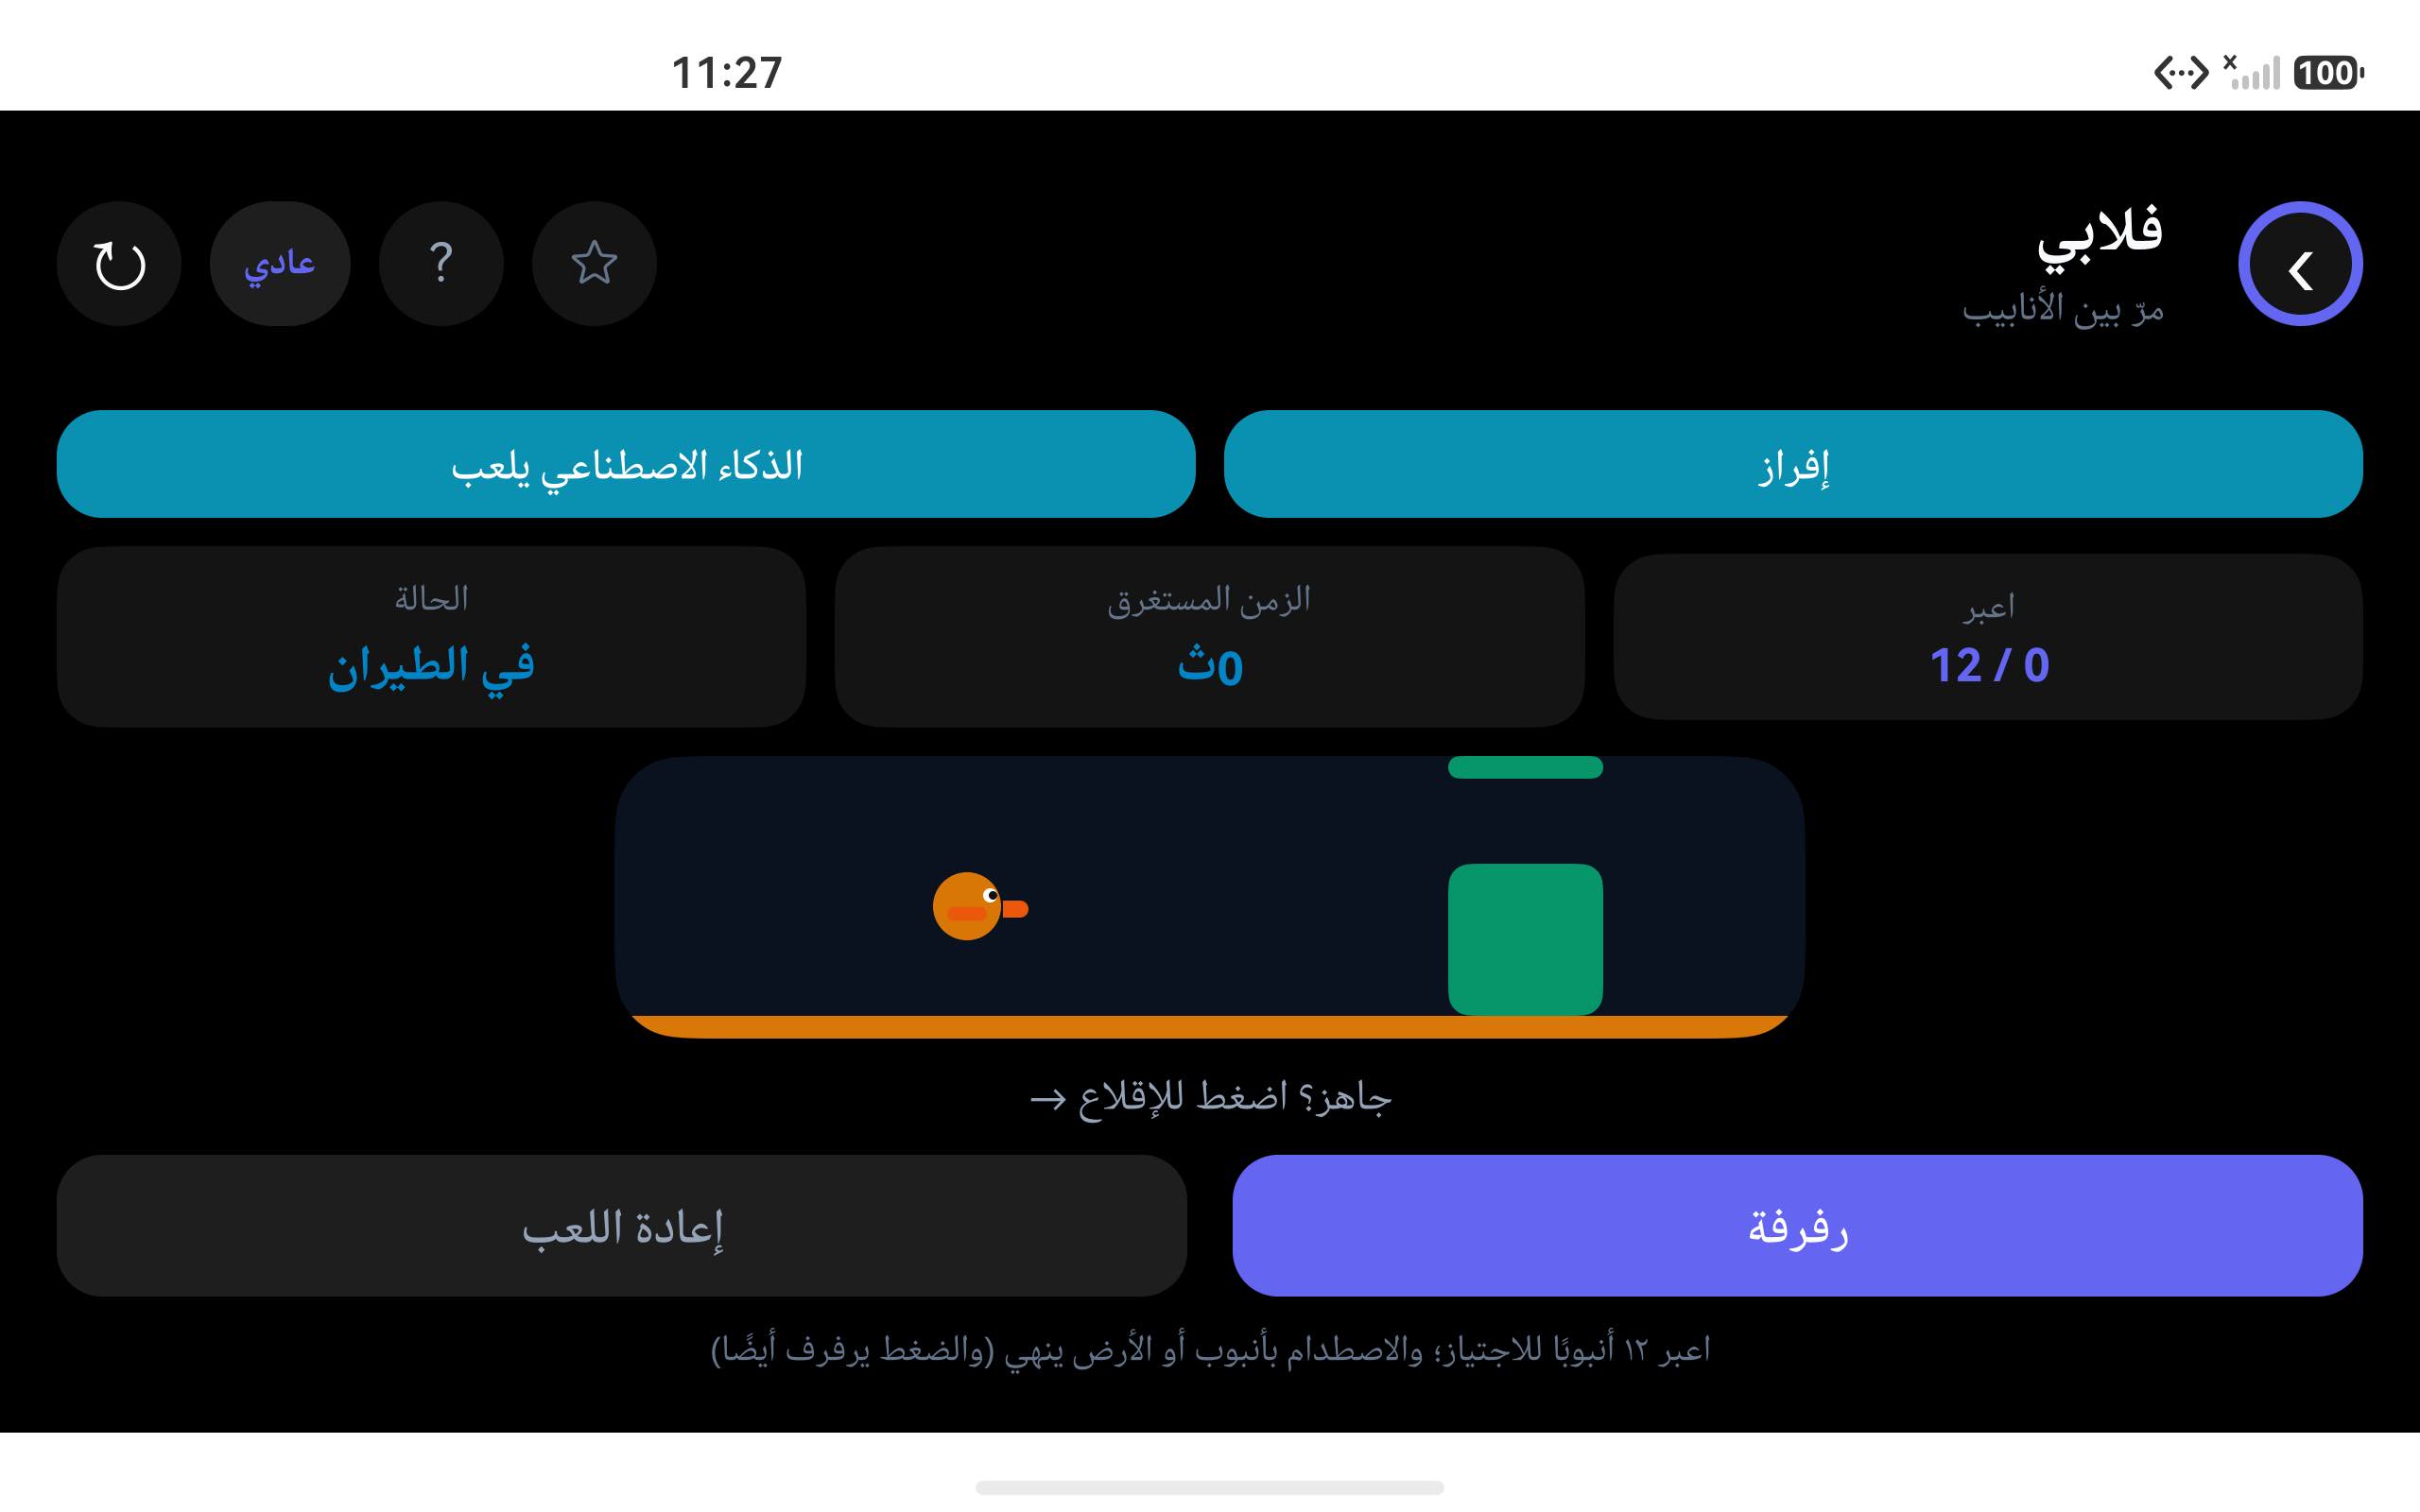 11:27
100
فلابي
مرّ بين الأنابيب
?
عادي
إفراز
الذكاء الاصطناعي يلعب
اعبر
12 / 0
الزمن المستغرق
0ث
الحالة
في الطيران
جاهز؟ اضغط للإقلاع →
رفرفة
إعادة اللعب
اعبر ١٢ أنبوبًا للاجتياز؛ والاصطدام بأنبوب أو الأرض ينهي (والضغط يرفرف أيضًا)